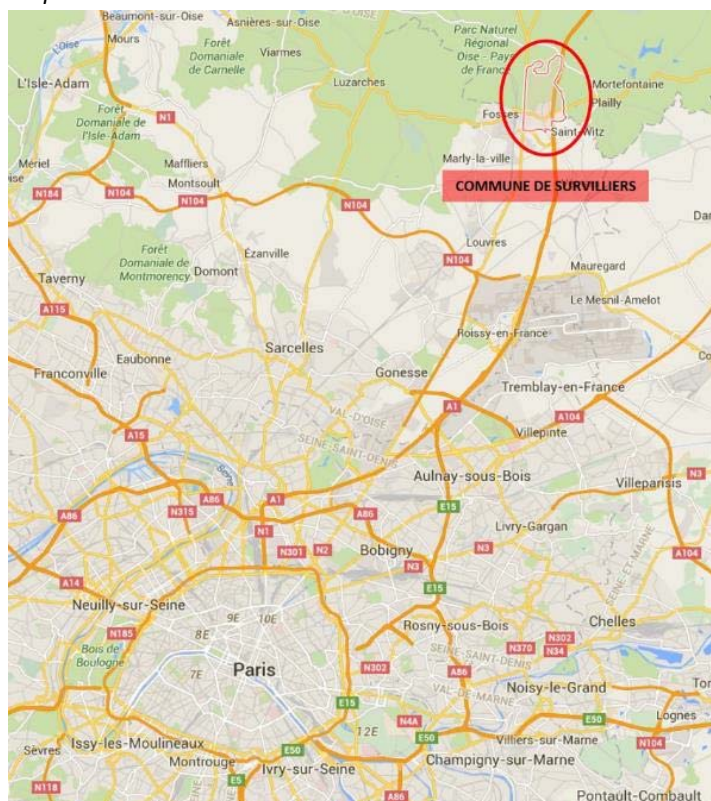 Beaumont-sur-Oise
Asnières-sur-Oise
Mours
L'Oise
Forêt
Domaniale
de Carnelle
Viarmes
Parc Naturel
Régional
Oise - Pays
de France
L'Isle-Adam
Luzarches
Mortefontaine
Plailly
Forêt
Domaniale de
l'Isle-Adam
N1
Fosses
Saint-Witz
Mériel
Maffliers
Marly-la-ville
Montsoult
COMMUNE DE SURVILLIERS
N184
N104
N104
N104
Louvres
N104
Forêt
Domaniale de
Montmorency
Ézanville
Domont
Mauregard
Taverny
Le Mesnil-Amelot
A115
Roissy-en-France
Sarcelles
Eaubonne
Franconville
Gonesse
Tremblay-en-France
A1
A104
VAL-D'OISE
SEINE-SAINT-DENIS
A15
Villepinte
Seine
Aulnay-sous-Bois
N3
Villeparisis
A86
N315
A86
A1
A86
E15
Livry-Gargan
N1
N301
N2
Bobigny
N3
N3
A104
SEINE-ET-MARNE
A14
E15
Neuilly-sur-Seine
Chelles
N185
9E
10E
Rosny-sous-Bois
8E
N370
N302
N34
Bois de
Boulogne
7E
Paris
N302
A86
SEINE-SAINT-DENIS
VAL-DE-MARNE
Noisy-le-Grand
E15
12E
N4A
E50
E50
Lognes
Sèvres
Issy-les-Moulineaux
Montrouge
E50
Villiers-sur-Marne
N104
Ivry-sur-Seine
Champigny-sur-Marne
N118
E5
A86
Pontault-Combault